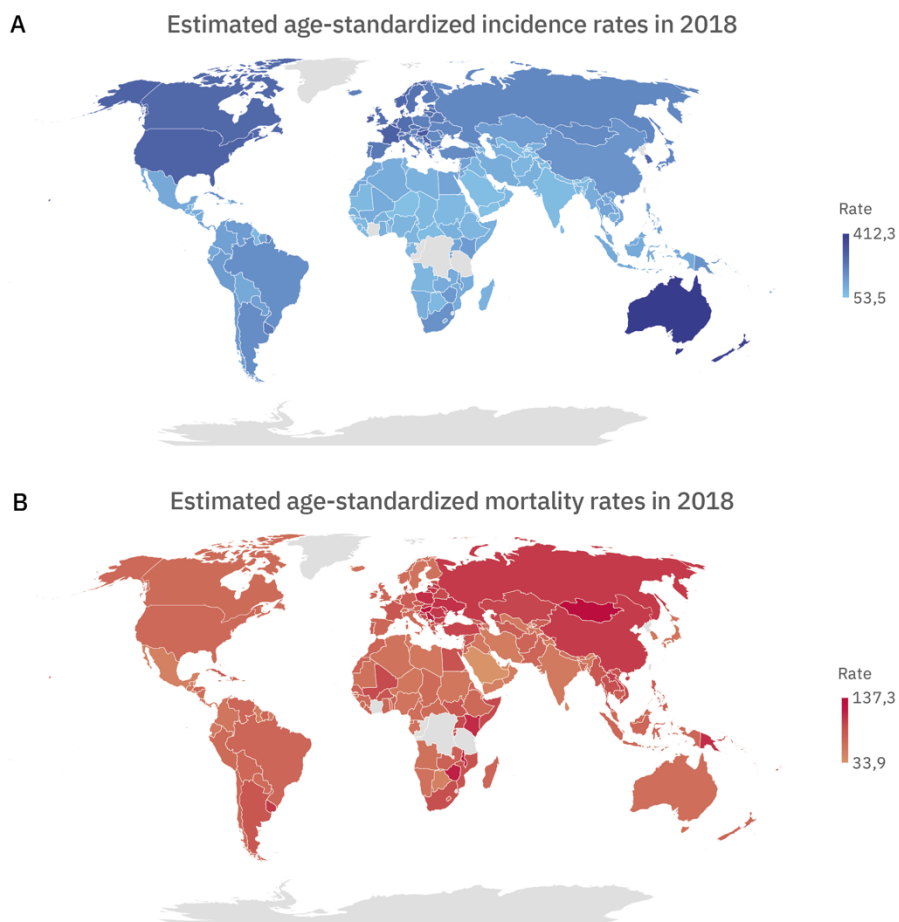 A
Estimated age-standardized incidence rates in 2018
Rate
412,3
53,5
B
Estimated age-standardized mortality rates in 2018
Rate
137,3
33,9